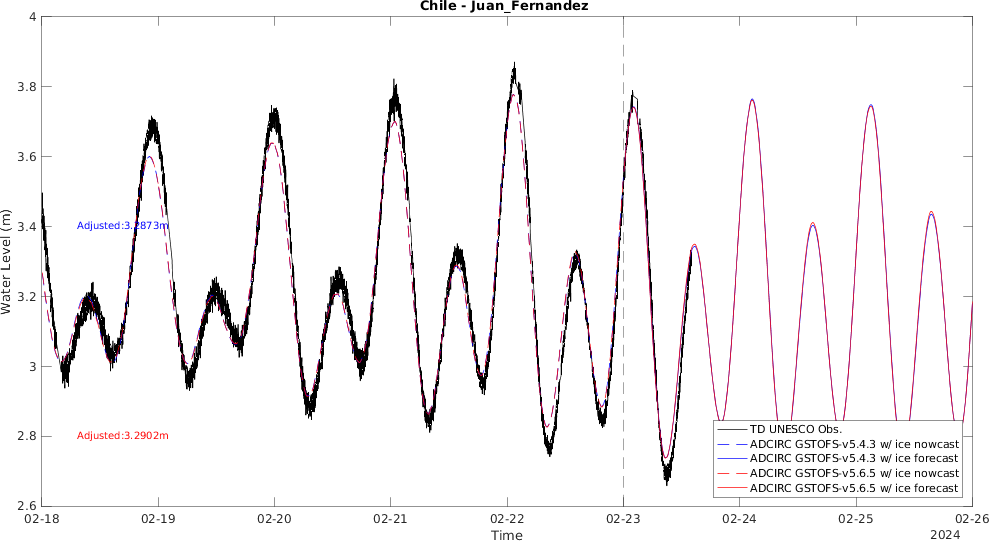 Chile - Juan_Fernandez
4
3.8
3.6
3.4
3.2
3
2.8
2.6
Water Level (m)
Adjusted:3.2873m
Adjusted:3.2902m
TD UNESCO Obs.
ADCIRC GSTOFS-v5.4.3 w/ ice nowcast
ADCIRC GSTOFS-v5.4.3 w/ ice forecast
ADCIRC GSTOFS-v5.6.5 w/ ice nowcast
ADCIRC GSTOFS-v5.6.5 w/ ice forecast
02-18 02-19 02-20 02-21 02-22 02-23 02-24 02-25 02-26
Time
2024